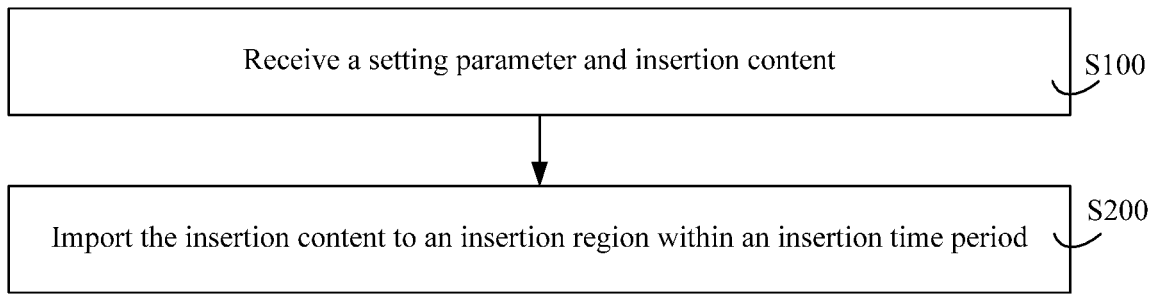 Receive a setting parameter and insertion content
S100
Import the insertion content to an insertion region within an insertion time period
S200